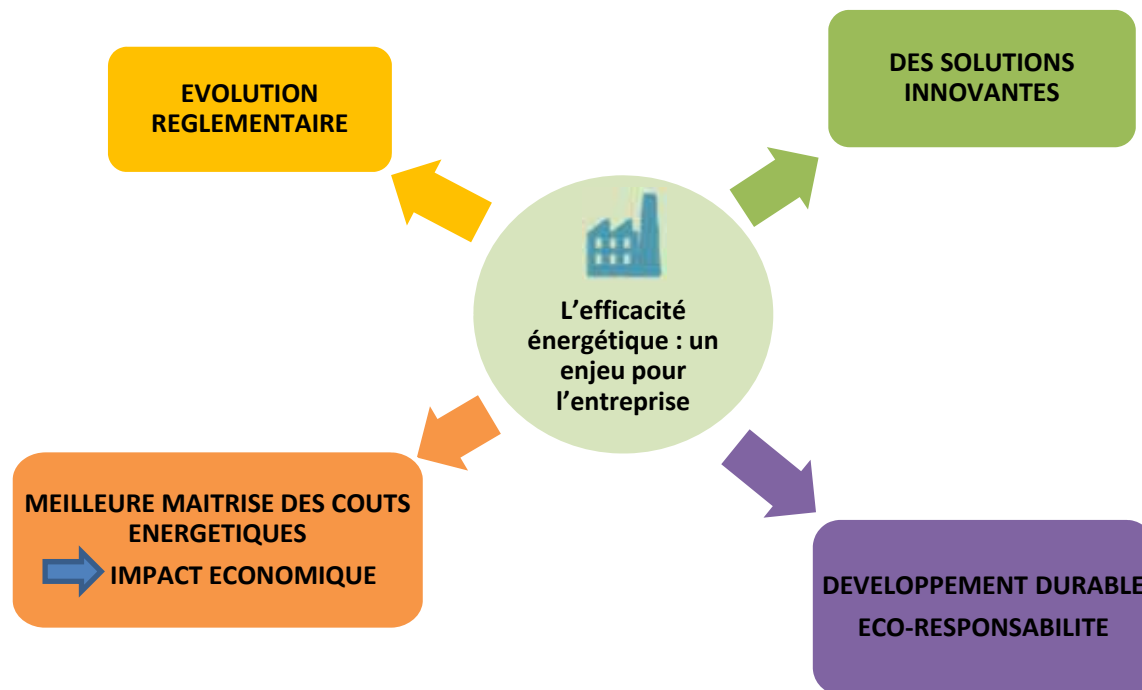 EVOLUTION
REGLEMENTAIRE
DES SOLUTIONS
INNOVANTES
L’efficacité
énergétique : un
enjeu pour
l’entreprise
MEILLEURE MAITRISE DES COUTS
ENERGETIQUES
IMPACT ECONOMIQUE
DEVELOPPEMENT DURABLE
ECO-RESPONSABILITE